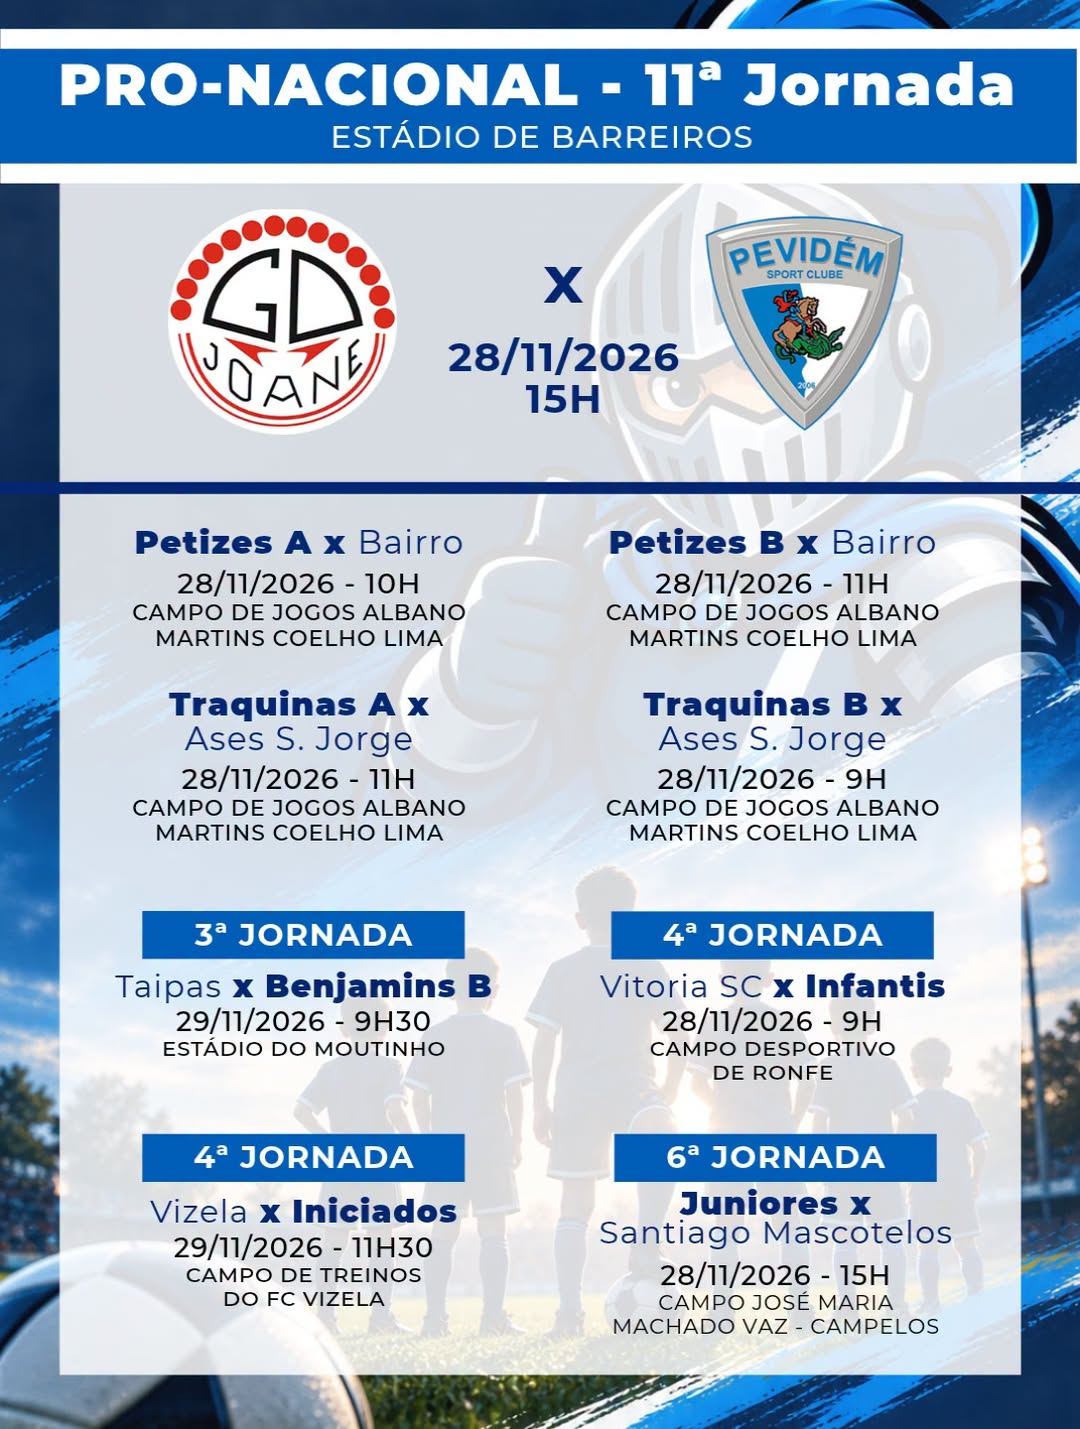 PRO-NACIONAL - 11ª Jornada
ESTÁDIO DE BARREIROS
GD
JOANE
X
28/11/2026
15H
PEVIDÉM
SPORT CLUBE
2006
Petizes A x Bairro
28/11/2026 - 10H
CAMPO DE JOGOS ALBANO
MARTINS COELHO LIMA
Petizes B x Bairro
28/11/2026 - 11H
CAMPO DE JOGOS ALBANO
MARTINS COELHO LIMA
Traquinas A x
Ases S. Jorge
28/11/2026 - 11H
CAMPO DE JOGOS ALBANO
MARTINS COELHO LIMA
Traquinas B x
Ases S. Jorge
28/11/2026 - 9H
CAMPO DE JOGOS ALBANO
MARTINS COELHO LIMA
3ª JORNADA
Taipas x Benjamins B
29/11/2026 - 9H30
ESTÁDIO DO MOUTINHO
4ª JORNADA
Vitoria SC x Infantis
28/11/2026 - 9H
CAMPO DESPORTIVO
DE RONFE
4ª JORNADA
Vizela x Iniciados
29/11/2026 - 11H30
CAMPO DE TREINOS
DO FC VIZELA
6ª JORNADA
Juniores x
Santiago Mascotelos
28/11/2026 - 15H
CAMPO JOSÉ MARIA
MACHADO VAZ - CAMPELOS